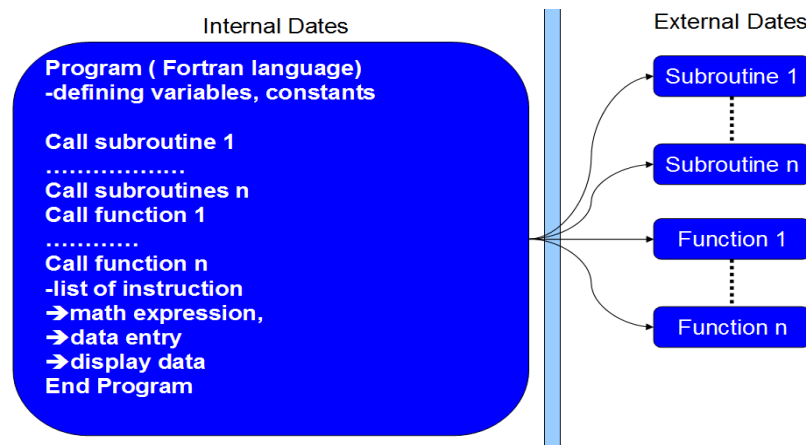 Internal Dates
Program ( Fortran language)
-defining variables, constants
Call subroutine 1
..................
Call subroutines n
Call function 1
............
Call function n
-list of instruction
➔math expression,
➔data entry
➔display data
End Program
External Dates
Subroutine 1
Subroutine n
Function 1
Function n